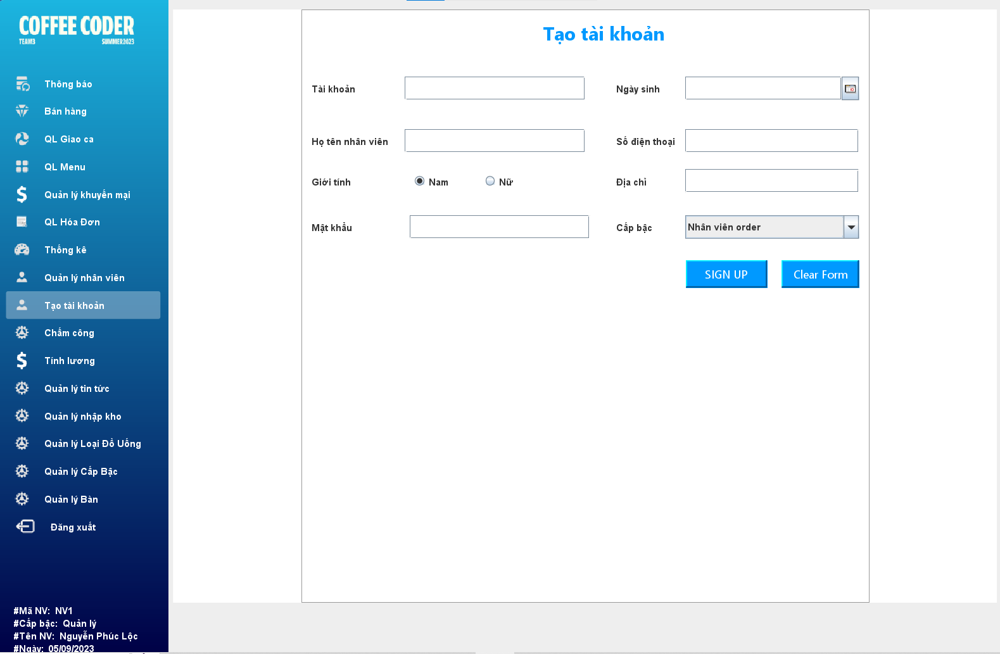 COFFEE CODER
TEAM3 SUMMER2023
Thông báo
Bán hàng
QL Giao ca
QL Menu
Quản lý khuyến mại
QL Hóa Đơn
Thống kê
Quản lý nhân viên
Tạo tài khoản
Chấm công
Tính lương
Quản lý tin tức
Quản lý nhập kho
Quản lý Loại Đồ Uống
Quản lý Cấp Bậc
Quản lý Bàn
Đăng xuất
#Mã NV: NV1
#Cấp bậc: Quản lý
#Tên NV: Nguyễn Phúc Lộc
#Ngày: 05/09/2023
Tạo tài khoản
Tài khoản
Ngày sinh
Họ tên nhân viên
Số điện thoại
Giới tính Nam Nữ
Địa chỉ
Mật khẩu
Cấp bậc Nhân viên order
SIGN UP Clear Form